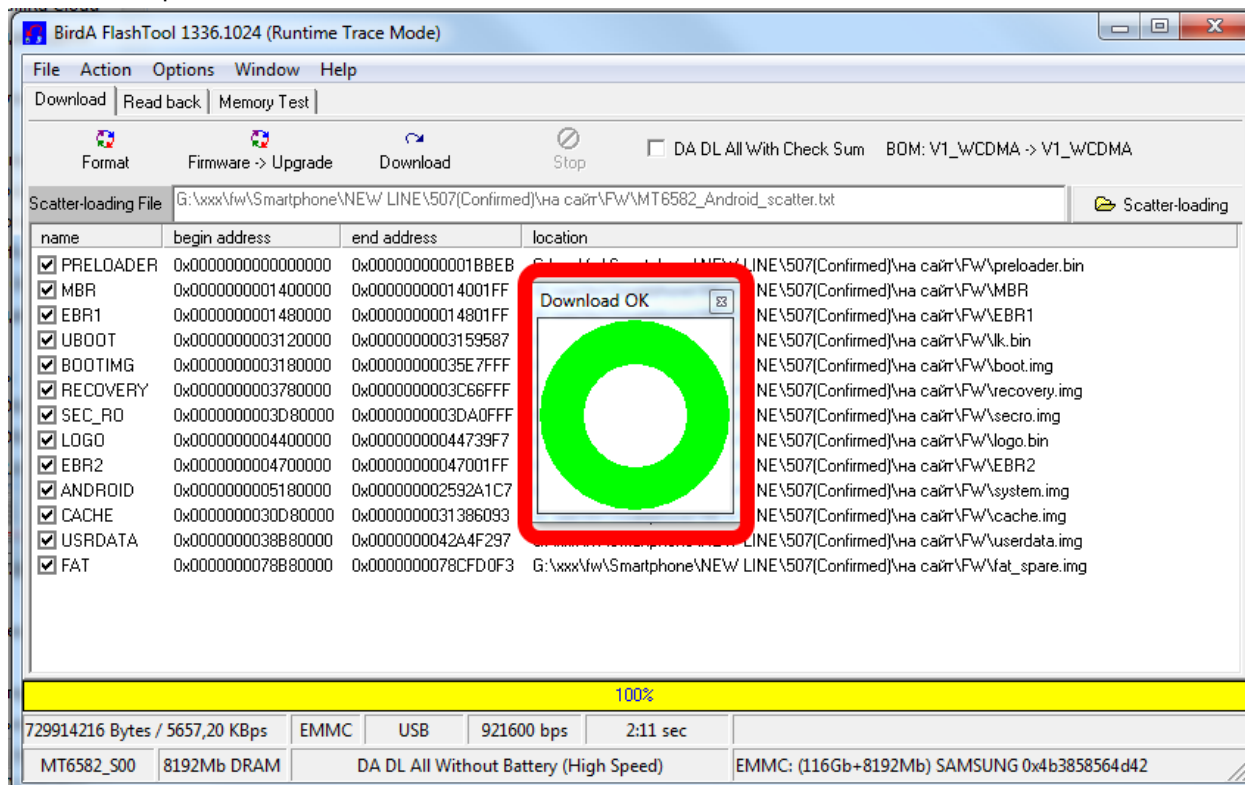 BirdA FlashTool 1336.1024 (Runtime Trace Mode)
File Action Options Window Help
Download Read back Memory Test
Format Firmware -> Upgrade Download Stop DA DL All With Check Sum BOM: V1_WCDMA -> V1_WCDMA
Scatter-loading File G:\xxx\fw\Smartphone\NEW LINE\507(Confirmed)\на сайт\FW\MT6582_Android_scatter.txt Scatter-loading
name begin address end address location
PRELOADER 0x0000000000000000 0x000000000001BBEB LINE\507(Confirmed)\на сайт\FW\preloader.bin
MBR 0x0000000001400000 0x00000000014001FF NE\507(Confirmed)\на сайт\FW\MBR
EBR1 0x0000000001480000 0x00000000014801FF NE\507(Confirmed)\на сайт\FW\EBR1
UBOOT 0x0000000003120000 0x0000000003159587 NE\507(Confirmed)\на сайт\FW\lk.bin
BOOTIMG 0x0000000003180000 0x00000000035E7FFF NE\507(Confirmed)\на сайт\FW\boot.img
RECOVERY 0x0000000003780000 0x0000000003C66FFF NE\507(Confirmed)\на сайт\FW\recovery.img
SEC_RO 0x0000000003D80000 0x0000000003DA0FFF NE\507(Confirmed)\на сайт\FW\secro.img
LOGO 0x0000000004400000 0x00000000044739F7 NE\507(Confirmed)\на сайт\FW\logo.bin
EBR2 0x0000000004700000 0x00000000047001FF NE\507(Confirmed)\на сайт\FW\EBR2
ANDROID 0x0000000005180000 0x000000002592A1C7 NE\507(Confirmed)\на сайт\FW\system.img
CACHE 0x0000000030D80000 0x0000000031386093 NE\507(Confirmed)\на сайт\FW\cache.img
USRDATA 0x0000000038B80000 0x0000000042A4F297 LINE\507(Confirmed)\на сайт\FW\userdata.img
FAT 0x0000000078B80000 0x0000000078CFD0F3 G:\xxx\fw\Smartphone\NEW LINE\507(Confirmed)\на сайт\FW\fat_spare.img
Download OK
100%
729914216 Bytes / 5657,20 KBps EMMC USB 921600 bps 2:11 sec
MT6582_S00 8192Mb DRAM DA DL All Without Battery (High Speed) EMMC: (116Gb+8192Mb) SAMSUNG 0x4b3858564d42